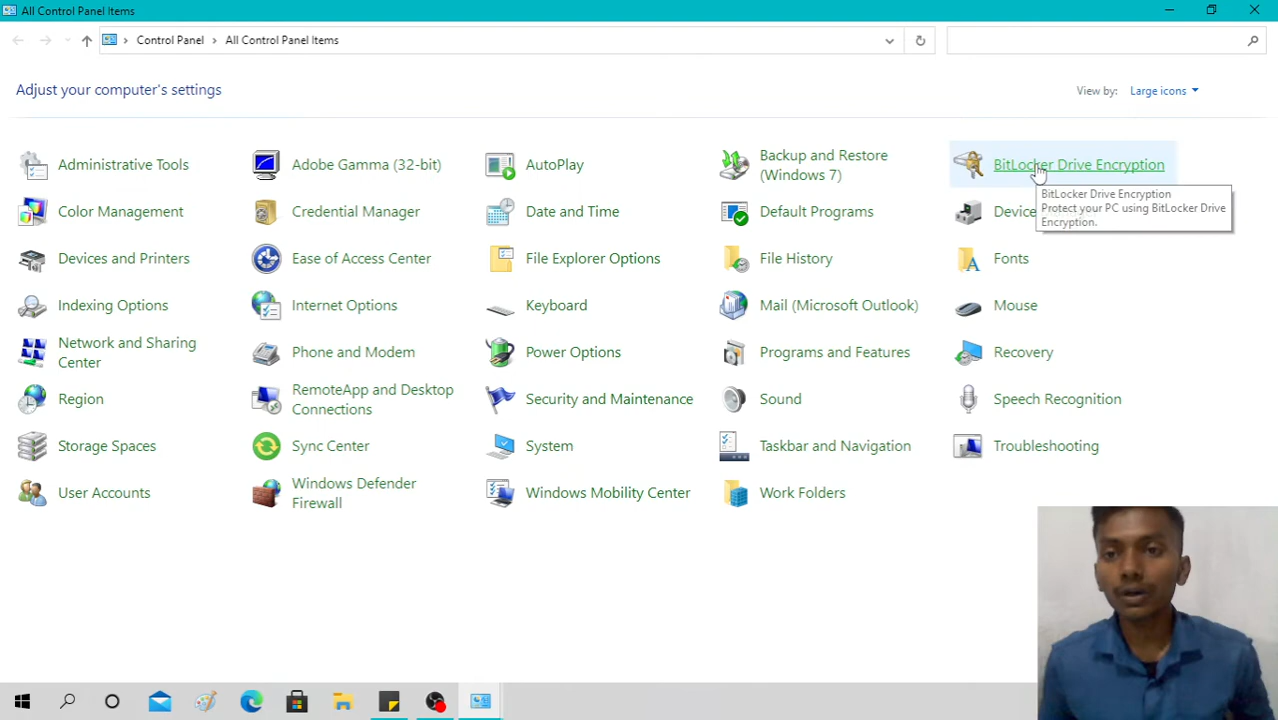 All Control Panel Items
Control Panel > All Control Panel Items
Adjust your computer's settings
View by: Large icons
Administrative Tools
Adobe Gamma (32-bit)
AutoPlay
Backup and Restore
(Windows 7)
BitLocker Drive Encryption
Color Management
Credential Manager
Date and Time
Default Programs
Device
BitLocker Drive Encryption
Protect your PC using BitLocker Drive
Encryption.
Devices and Printers
Ease of Access Center
File Explorer Options
File History
Fonts
Indexing Options
Internet Options
Keyboard
Mail (Microsoft Outlook)
Mouse
Network and Sharing
Center
Phone and Modem
Power Options
Programs and Features
Recovery
Region
RemoteApp and Desktop
Connections
Security and Maintenance
Sound
Speech Recognition
Storage Spaces
Sync Center
System
Taskbar and Navigation
Troubleshooting
User Accounts
Windows Defender
Firewall
Windows Mobility Center
Work Folders